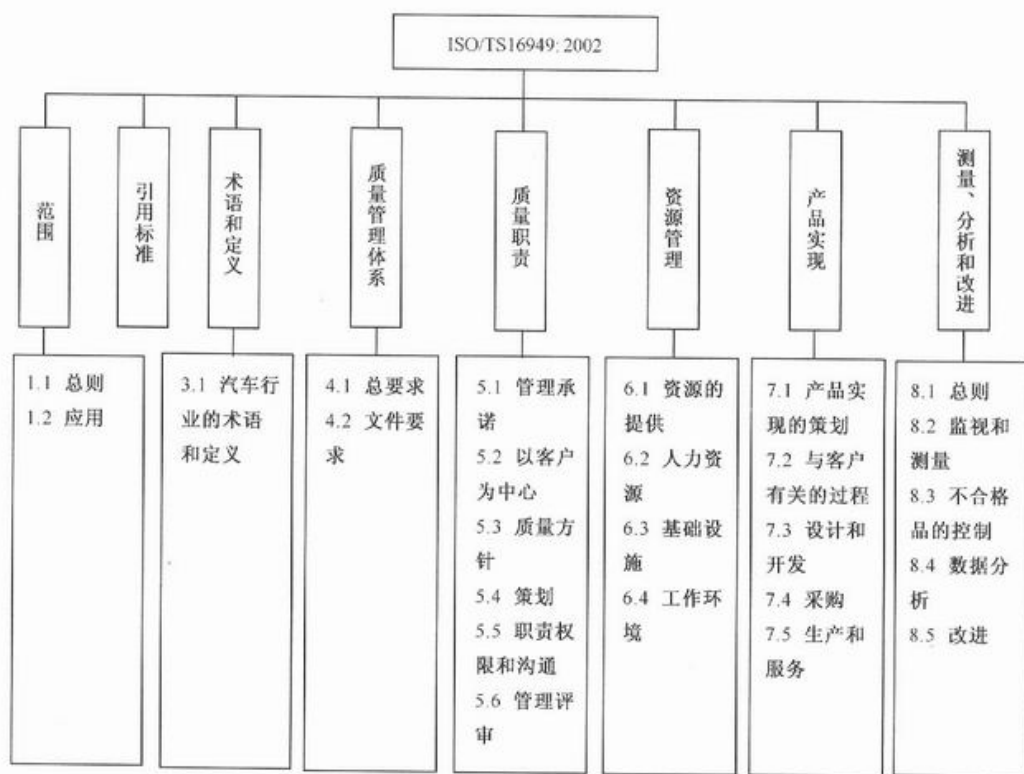 ISO/TS16949: 2002
范围
引用标准
术语和定义
质量管理体系
质量职责
资源管理
产品实现
测量、分析和改进
1.1 总则
1.2 应用
3.1 汽车行
业的术语
和定义
4.1 总要求
4.2 文件要
求
5.1 管理承
诺
5.2 以客户
为中心
5.3 质量方
针
5.4 策划
5.5 职责权
限和沟通
5.6 管理评
审
6.1 资源的
提供
6.2 人力资
源
6.3 基础设
施
6.4 工作环
境
7.1 产品实
现的策划
7.2 与客户
有关的过程
7.3 设计和
开发
7.4 采购
7.5 生产和
服务
8.1 总则
8.2 监视和
测量
8.3 不合格
品的控制
8.4 数据分
析
8.5 改进